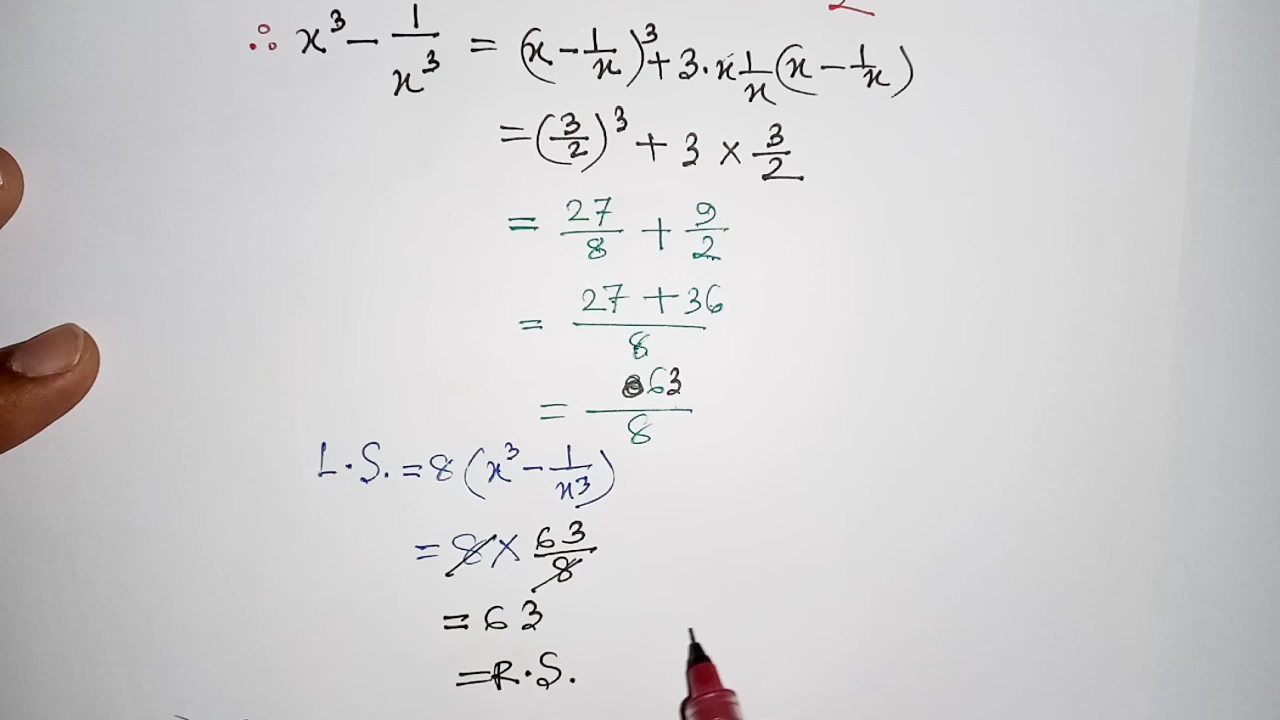 ∴ x³ - 1/x³ = (x - 1/x)³ + 3·x 1/x (x - 1/x)
= (3/2)³ + 3 × 3/2
= 27/8 + 9/2
= (27 + 36)/8
= 63/8
L.S. = 8(x³ - 1/x³)
= 8 × 63/8
= 63
= R.S.